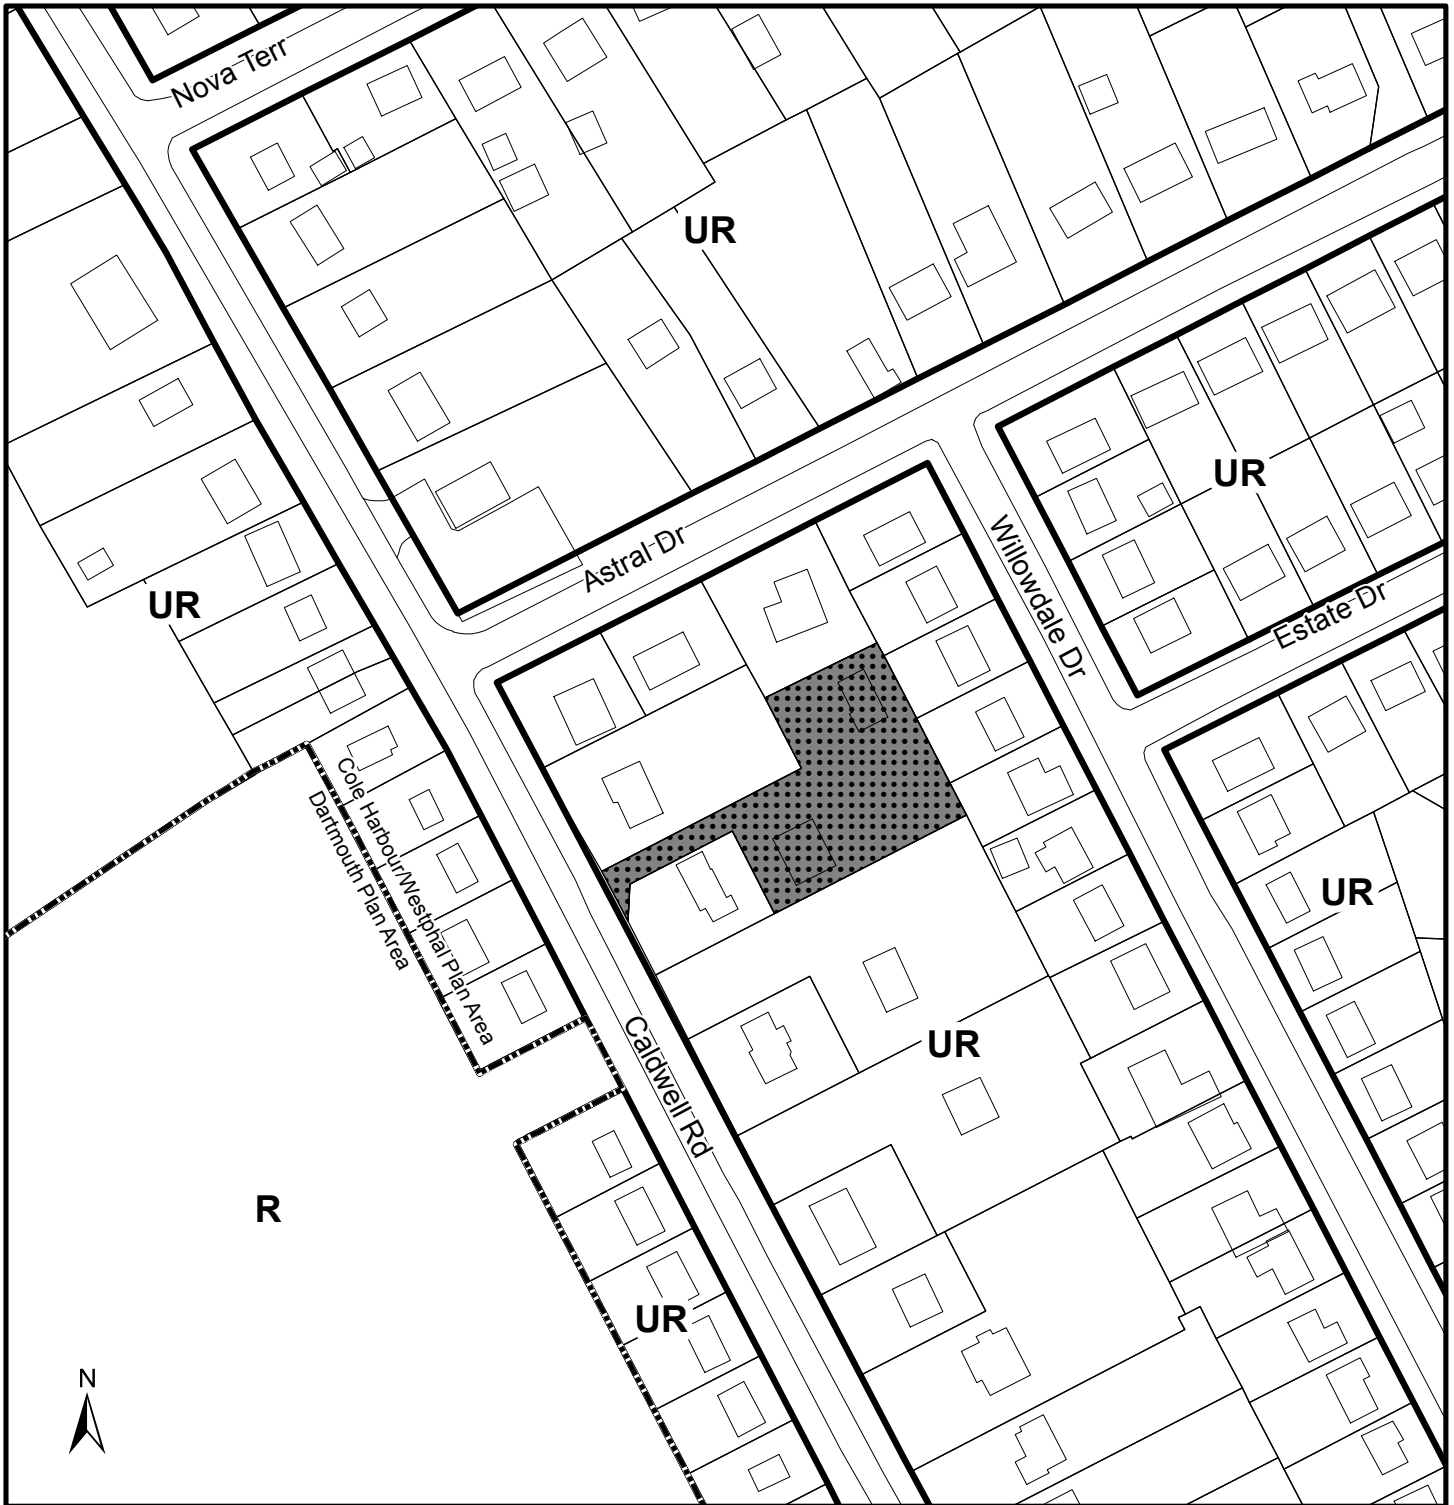 Nova Terr
UR
UR
Astral Dr
Willowdale Dr
Estate Dr
UR
Cole Harbour/Westphal Plan Area
Dartmouth Plan Area
UR
Caldwell Rd
UR
R
UR
N